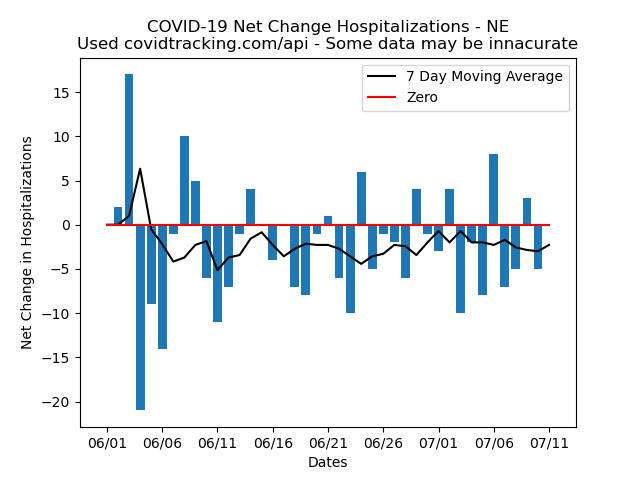 COVID-19 Net Change Hospitalizations - NE
Used covidtracking.com/api - Some data may be innacurate
7 Day Moving Average
Zero
Net Change in Hospitalizations
15
10
5
0
−5
−10
−15
−20
06/01 06/06 06/11 06/16 06/21 06/26 07/01 07/06 07/11
Dates